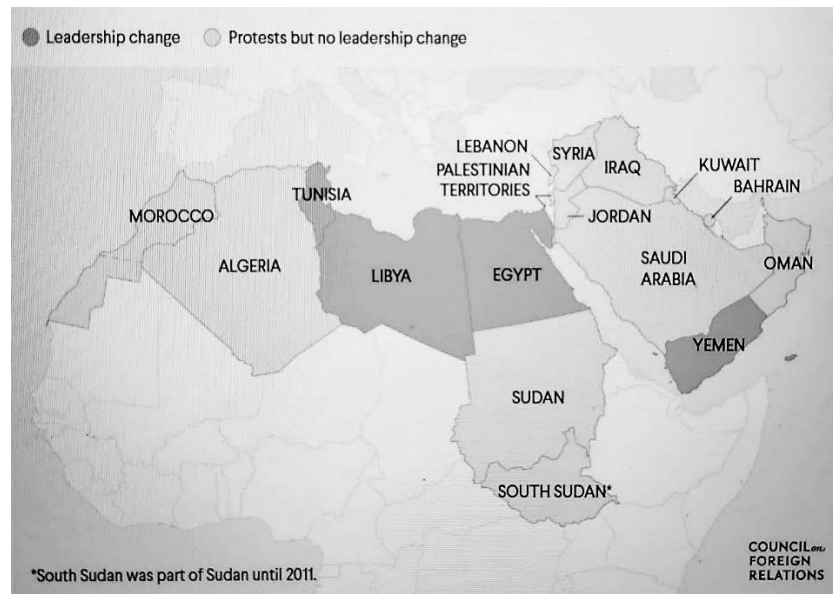 Leadership change
Protests but no leadership change
LEBANON
SYRIA
PALESTINIAN
TERRITORIES
IRAQ
KUWAIT
BAHRAIN
TUNISIA
MOROCCO
JORDAN
ALGERIA
LIBYA
EGYPT
SAUDI
ARABIA
OMAN
YEMEN
SUDAN
SOUTH SUDAN*
*South Sudan was part of Sudan until 2011.
COUNCIL on
FOREIGN
RELATIONS